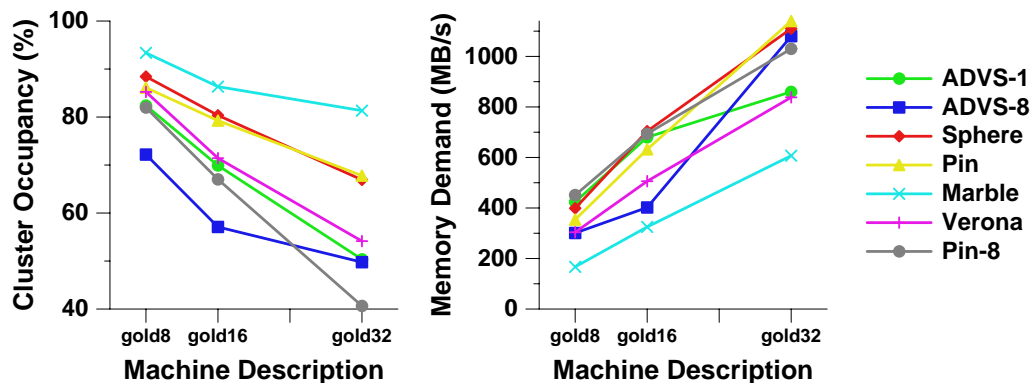 Cluster Occupancy (%)
100
80
60
40
gold8
gold16
gold32
Machine Description
Memory Demand (MB/s)
1000
800
600
400
200
0
gold8
gold16
gold32
Machine Description
ADVS-1
ADVS-8
Sphere
Pin
Marble
Verona
Pin-8